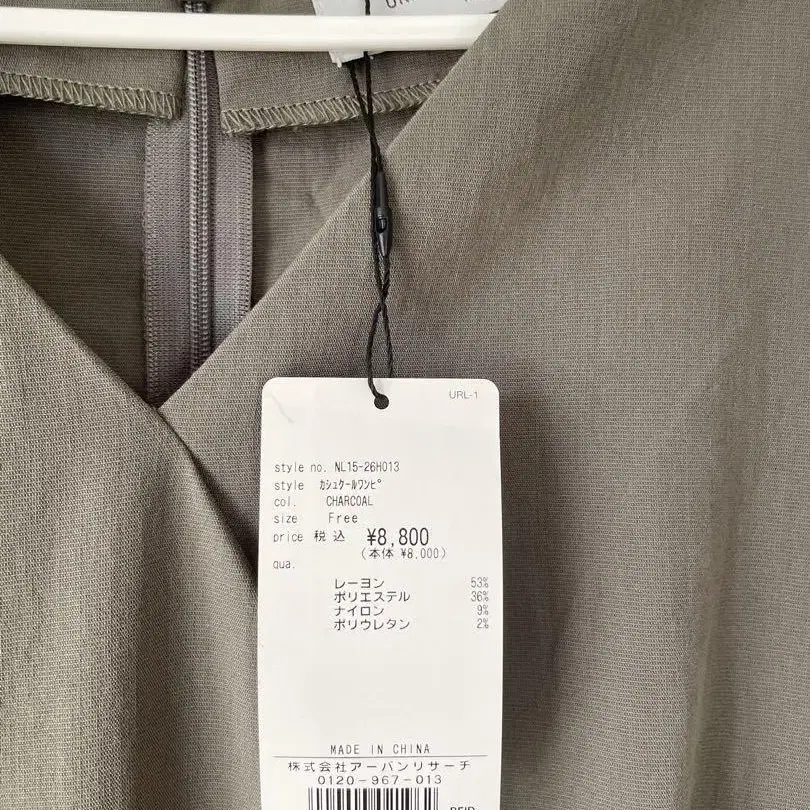 URL-1
style no. NL15-26H013
style ｶｼｭｸｰﾙﾜﾝﾋﾟ
col. CHARCOAL
size Free
price 税込 ¥8,800
(本体 ¥8,000)
qua.
レーヨン 53%
ポリエステル 36%
ナイロン 9%
ポリウレタン 2%
MADE IN CHINA
株式会社アーバンリサーチ
0120-967-013